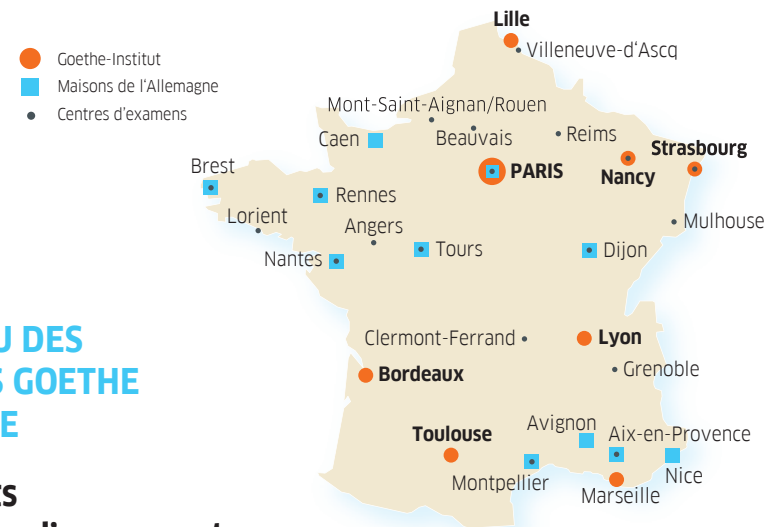 Lille
Villeneuve-d'Ascq
Goethe-Institut
Maisons de l'Allemagne
Centres d'examens
Mont-Saint-Aignan/Rouen
Caen
Beauvais
Reims
Strasbourg
Brest
PARIS
Nancy
Rennes
Lorient
Angers
Mulhouse
Nantes
Tours
Dijon
U DES
S GOETHE
E
Clermont-Ferrand
Lyon
Grenoble
Bordeaux
Avignon
Toulouse
Aix-en-Provence
Montpellier
Nice
Marseille
ES